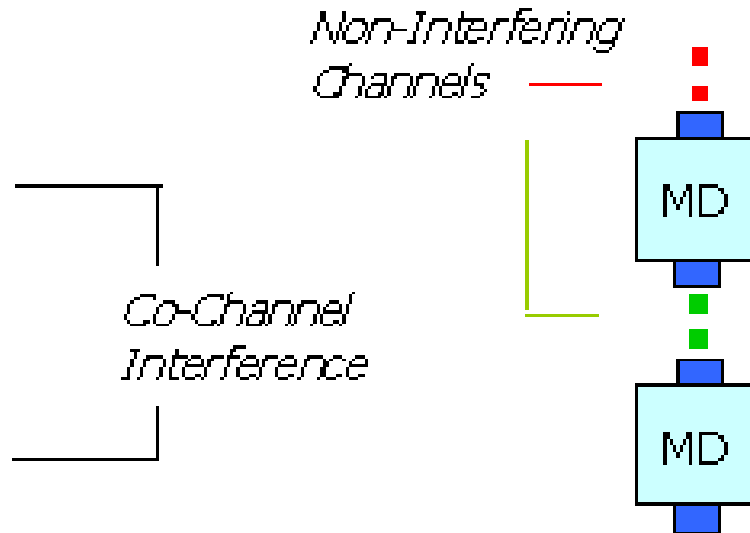 Non-Interfering
Channels
MD
Co-Channel
Interference
MD